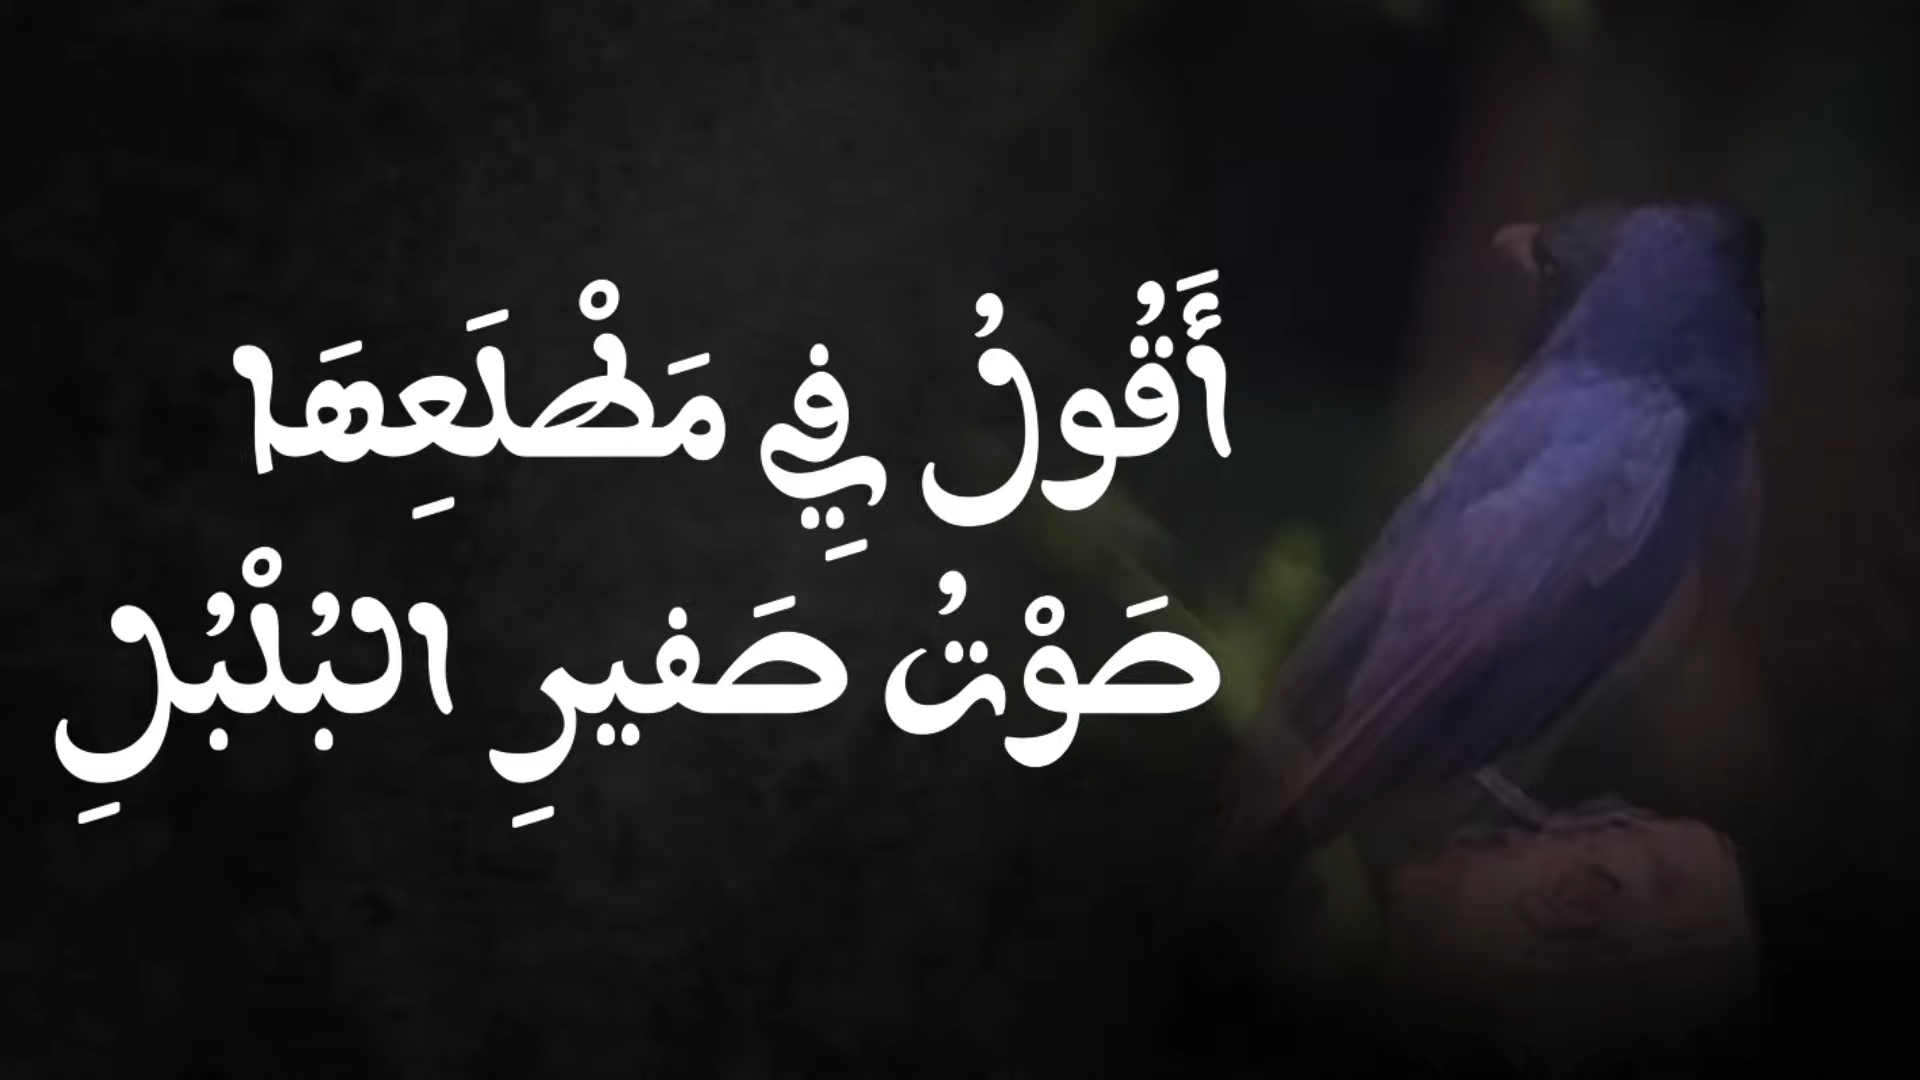 أَقُولُ فِي مَطْلَعِهَا
صَوْتُ صَفيرِ البُلْبُلِ